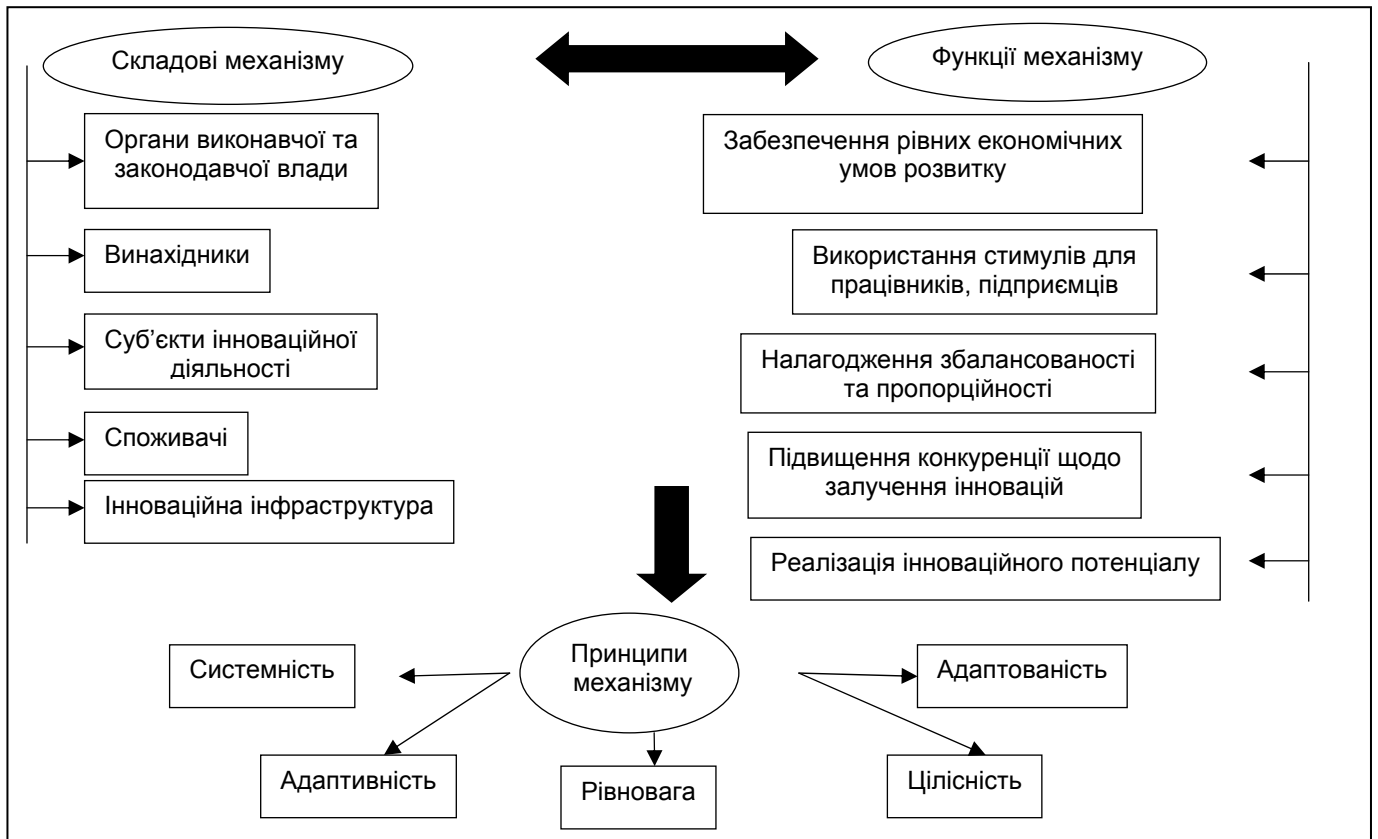 Складові механізму
Функції механізму
Органи виконавчої та
законодавчої влади
Винахідники
Суб’єкти інноваційної
діяльності
Споживачі
Інноваційна інфраструктура
Забезпечення рівних економічних
умов розвитку
Використання стимулів для
працівників, підприємців
Налагодження збалансованості
та пропорційності
Підвищення конкуренції щодо
залучення інновацій
Реалізація інноваційного потенціалу
Принципи
механізму
Системність
Адаптованість
Адаптивність
Рівновага
Цілісність